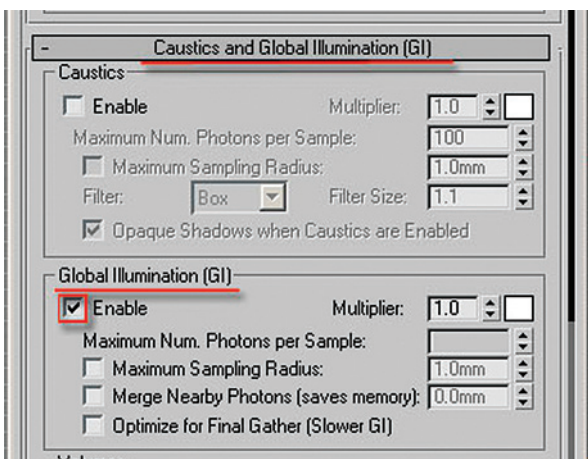 - Caustics and Global Illumination (GI)
Caustics
Enable Multiplier: 1.0
Maximum Num. Photons per Sample: 100
Maximum Sampling Radius: 1.0mm
Filter: Box Filter Size: 1.1
Opaque Shadows when Caustics are Enabled
Global Illumination (GI)
Enable Multiplier: 1.0
Maximum Num. Photons per Sample:
Maximum Sampling Radius: 1.0mm
Merge Nearby Photons (saves memory): 0.0mm
Optimize for Final Gather (Slower GI)